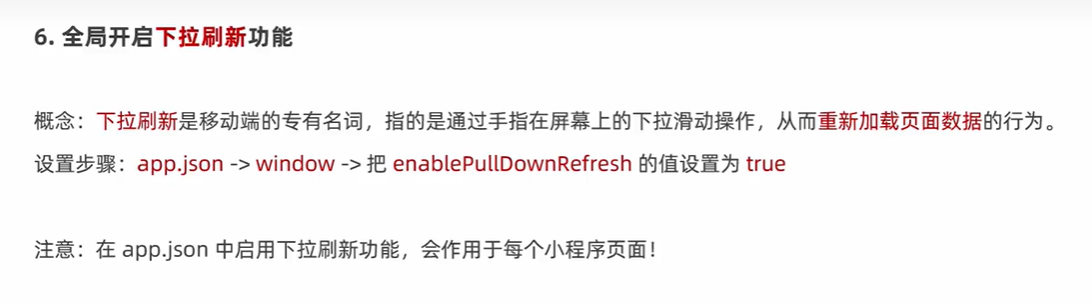 6. 全局开启下拉刷新功能
概念：下拉刷新是移动端的专有名词，指的是通过手指在屏幕上的下拉滑动操作，从而重新加载页面数据的行为。
设置步骤：app.json -> window -> 把 enablePullDownRefresh 的值设置为 true
注意：在 app.json 中启用下拉刷新功能，会作用于每个小程序页面！